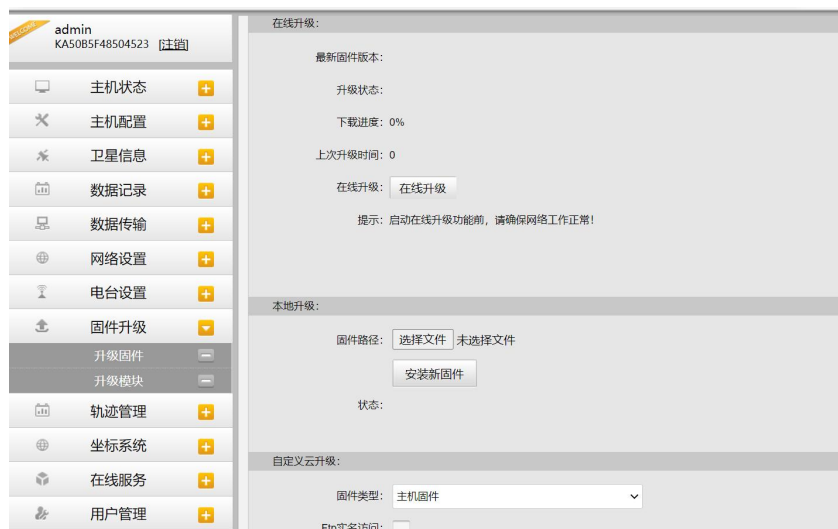 WELCOME
admin
KA50B5F48504523 [注销]
主机状态
主机配置
卫星信息
数据记录
数据传输
网络设置
电台设置
固件升级
升级固件
升级模块
轨迹管理
坐标系统
在线服务
用户管理
在线升级:
最新固件版本:
升级状态:
下载进度: 0%
上次升级时间: 0
在线升级: 在线升级
提示: 启动在线升级功能前，请确保网络工作正常!
本地升级:
固件路径: 选择文件 未选择文件
安装新固件
状态:
自定义云升级:
固件类型: 主机固件
Ftp实名访问: